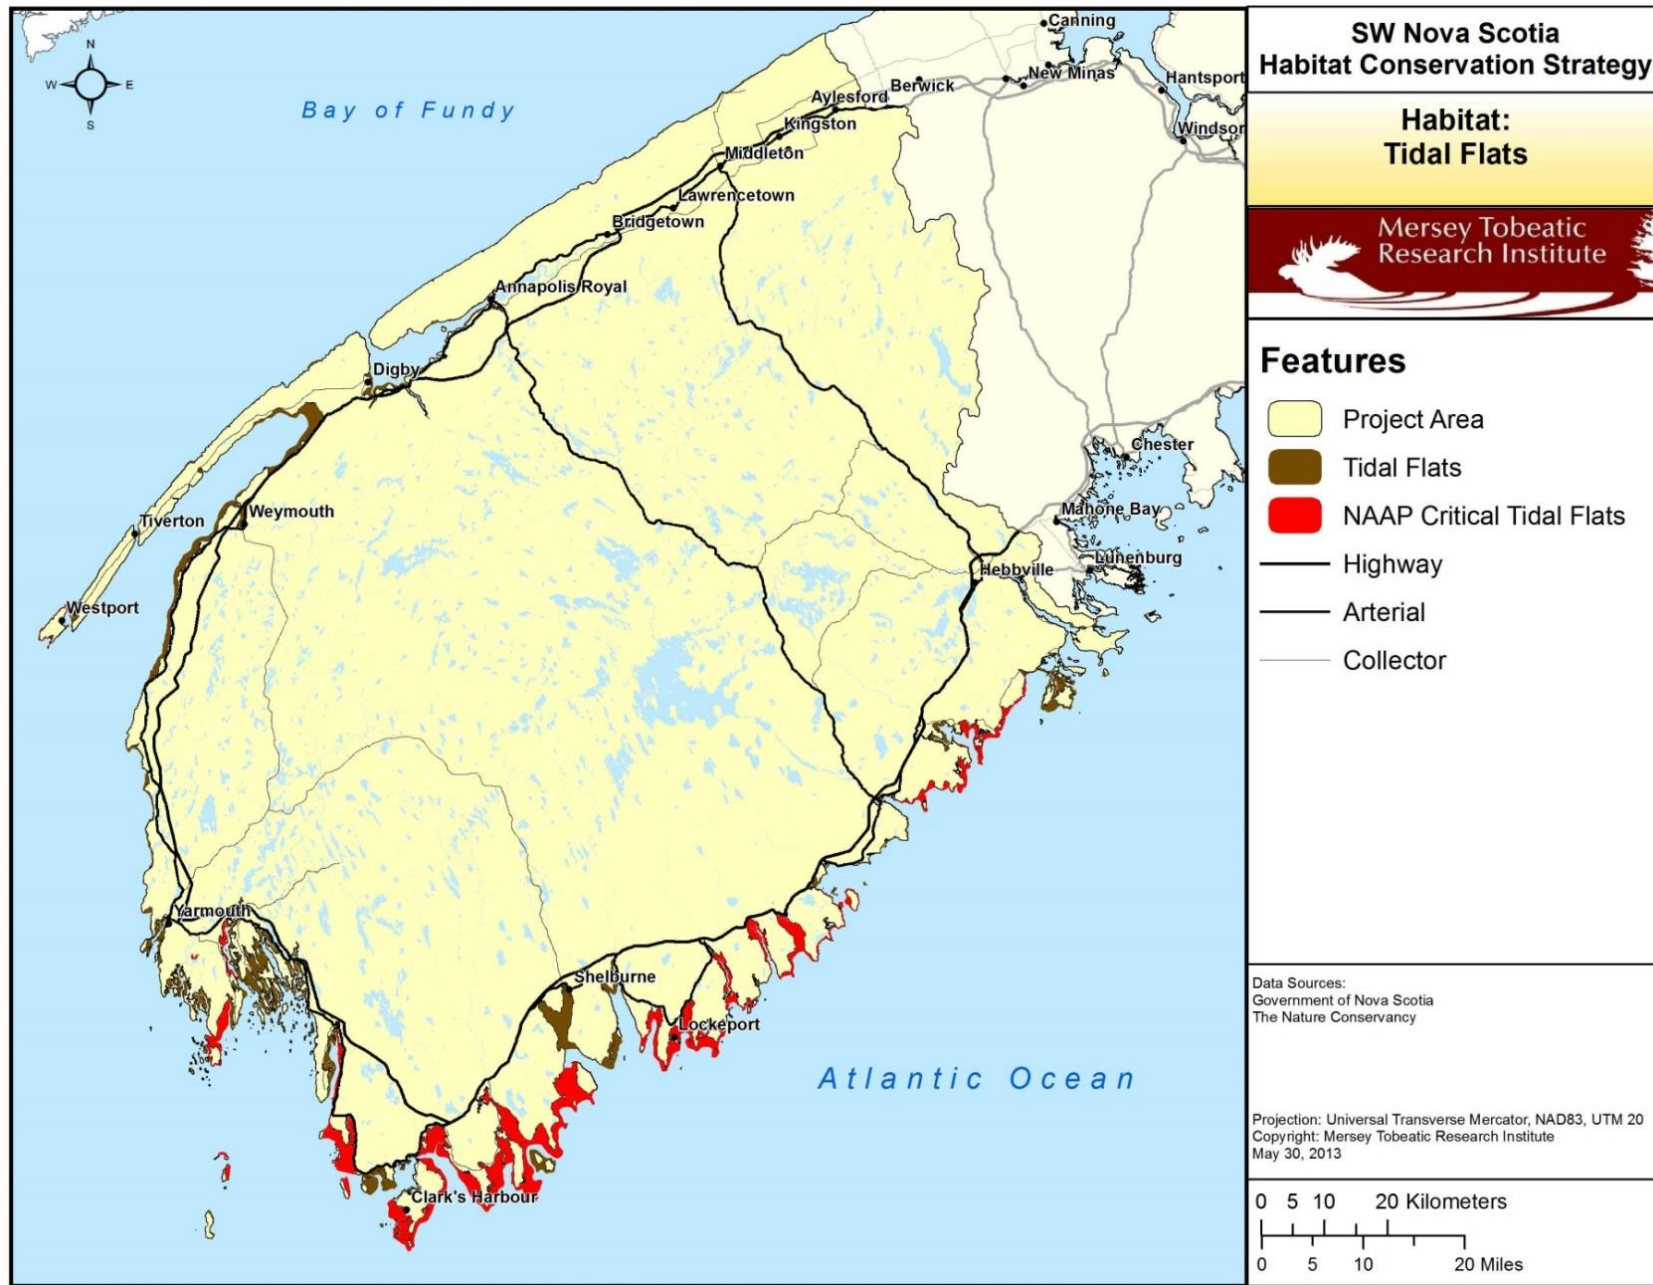 SW Nova Scotia
Habitat Conservation Strategy
Habitat:
Tidal Flats
Mersey Tobeatic
Research Institute
Features
Project Area
Tidal Flats
NAAP Critical Tidal Flats
Highway
Arterial
Collector
Data Sources:
Government of Nova Scotia
The Nature Conservancy
Projection: Universal Transverse Mercator, NAD83, UTM 20
Copyright: Mersey Tobeatic Research Institute
May 30, 2013
0 5 10 20 Kilometers
0 5 10 20 Miles
N
W E
S
Bay of Fundy
Canning
New Minas
Hantsport
Berwick
Aylesford
Kingston
Windsor
Middleton
Lawrencetown
Bridgetown
Annapolis Royal
Digby
Chester
Weymouth
Mahone Bay
Tiverton
Lunenburg
Hebbville
Westport
Yarmouth
Shelburne
Lockeport
Atlantic Ocean
Clark's Harbour